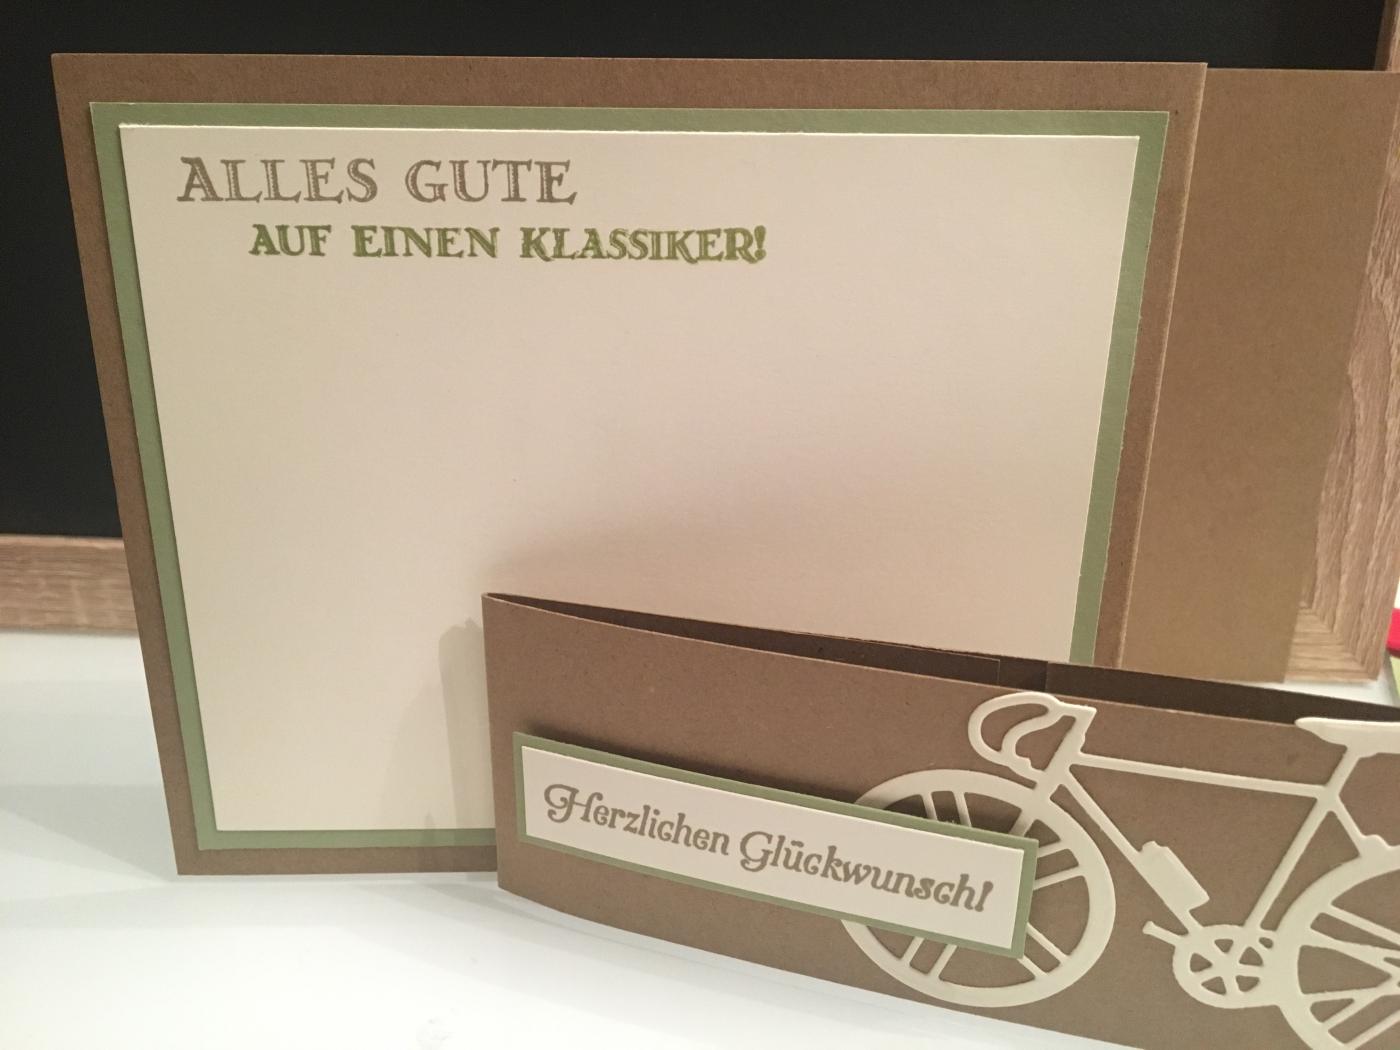 ALLES GUTE
AUF EINEN KLASSIKER!
Herzlichen Glückwunsch!